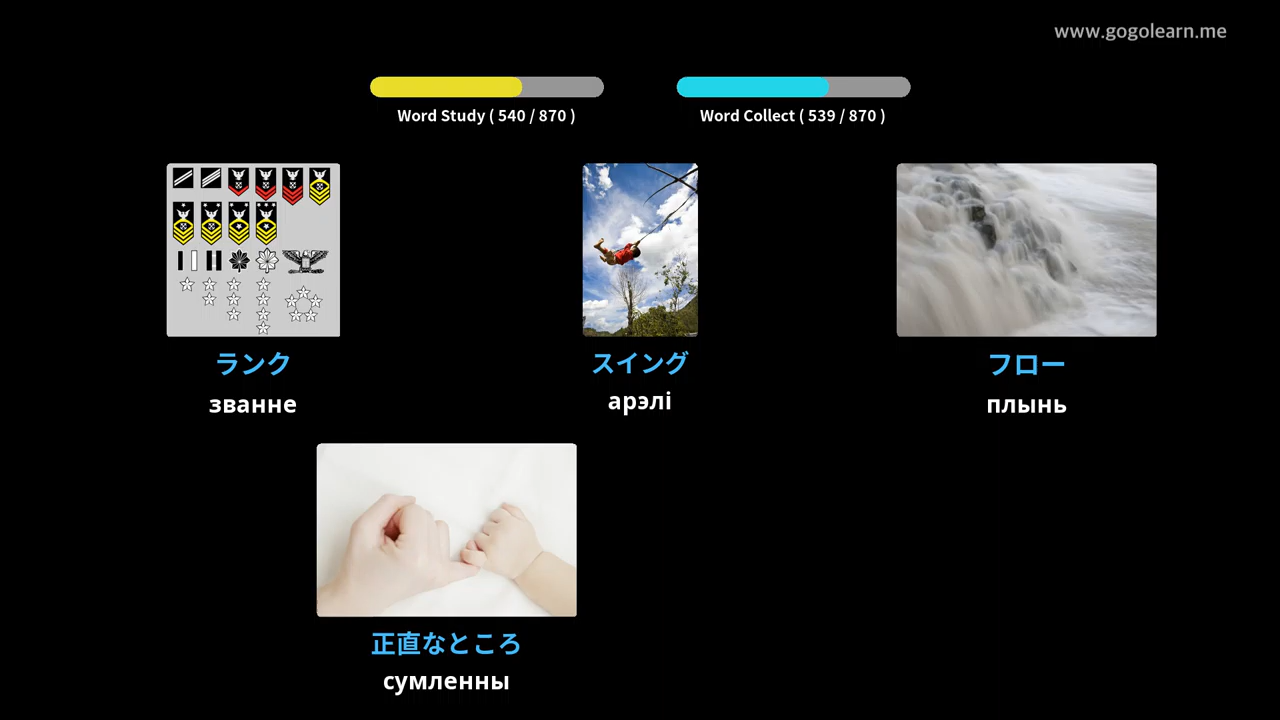 www.gogolearn.me
Word Study ( 540 / 870 )
Word Collect ( 539 / 870 )
ランク
званне
スイング
арэлі
フロー
плынь
正直なところ
сумленны